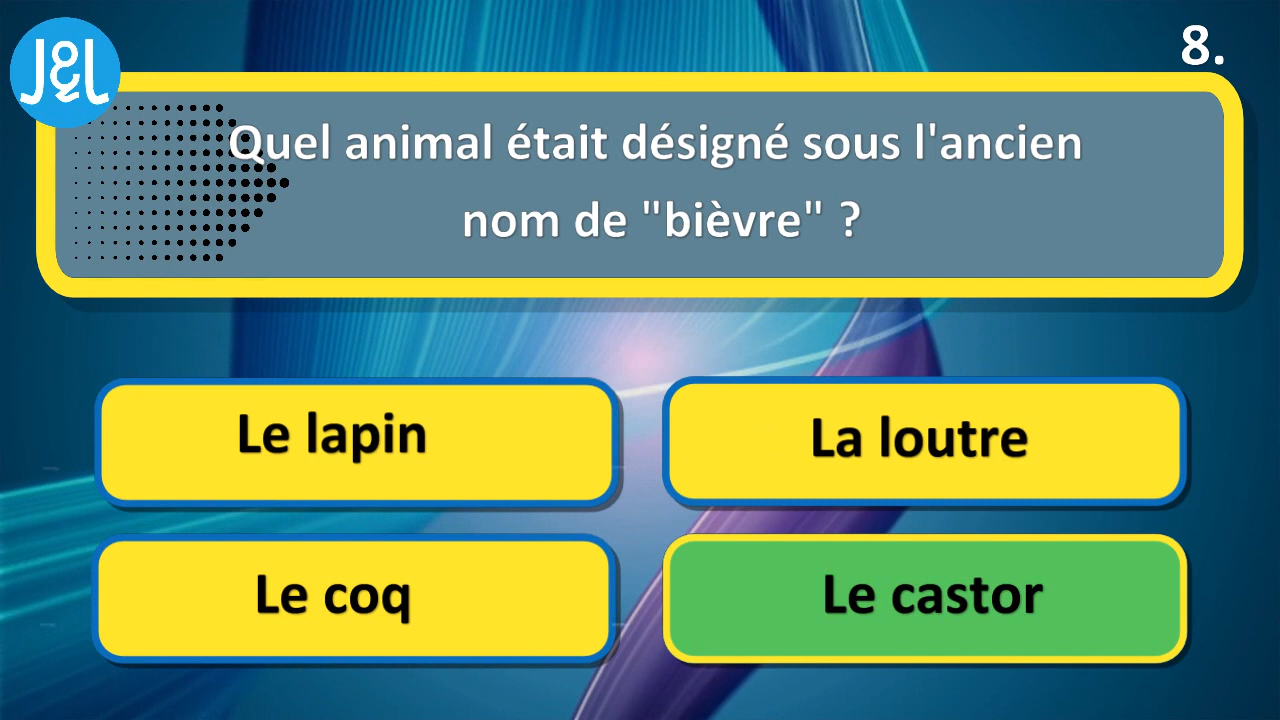 J&L
8.
Quel animal était désigné sous l'ancien
nom de "bièvre" ?
Le lapin
La loutre
Le coq
Le castor